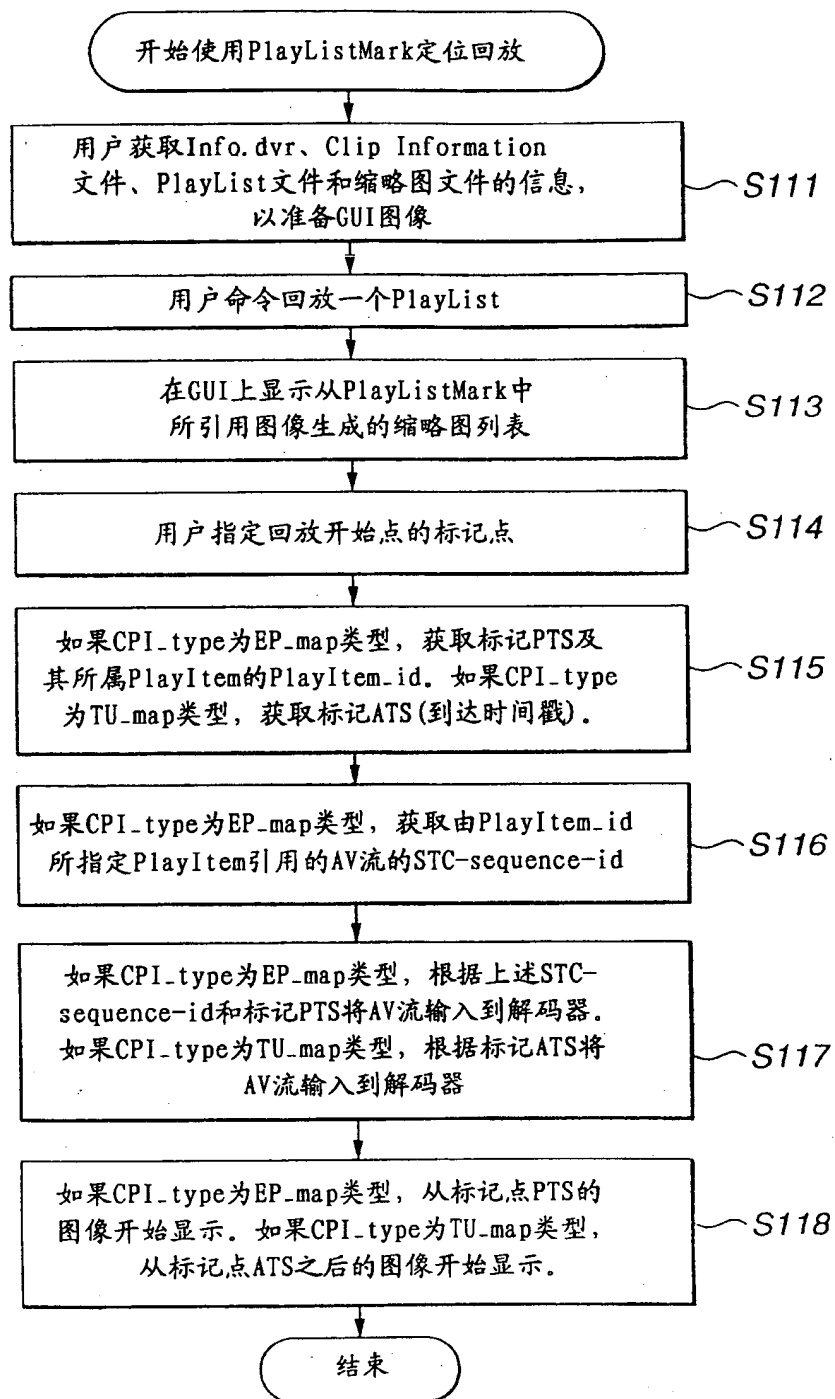 开始使用PlayListMark定位回放
用户获取Info.dvr、Clip Information
文件、PlayList文件和缩略图文件的信息，
以准备GUI图像
S111
用户命令回放一个PlayList
S112
在GUI上显示从PlayListMark中
所引用图像生成的缩略图列表
S113
用户指定回放开始点的标记点
S114
如果CPI_type为EP_map类型，获取标记PTS及
其所属PlayItem的PlayItem_id。如果CPI_type
为TU_map类型，获取标记ATS(到达时间戳)。
S115
如果CPI_type为EP_map类型，获取由PlayItem_id
所指定PlayItem引用的AV流的STC-sequence-id
S116
如果CPI_type为EP_map类型，根据上述STC-
sequence-id和标记PTS将AV流输入到解码器。
如果CPI_type为TU_map类型，根据标记ATS将
AV流输入到解码器
S117
如果CPI_type为EP_map类型，从标记点PTS的
图像开始显示。如果CPI_type为TU_map类型，
从标记点ATS之后的图像开始显示。
S118
结束